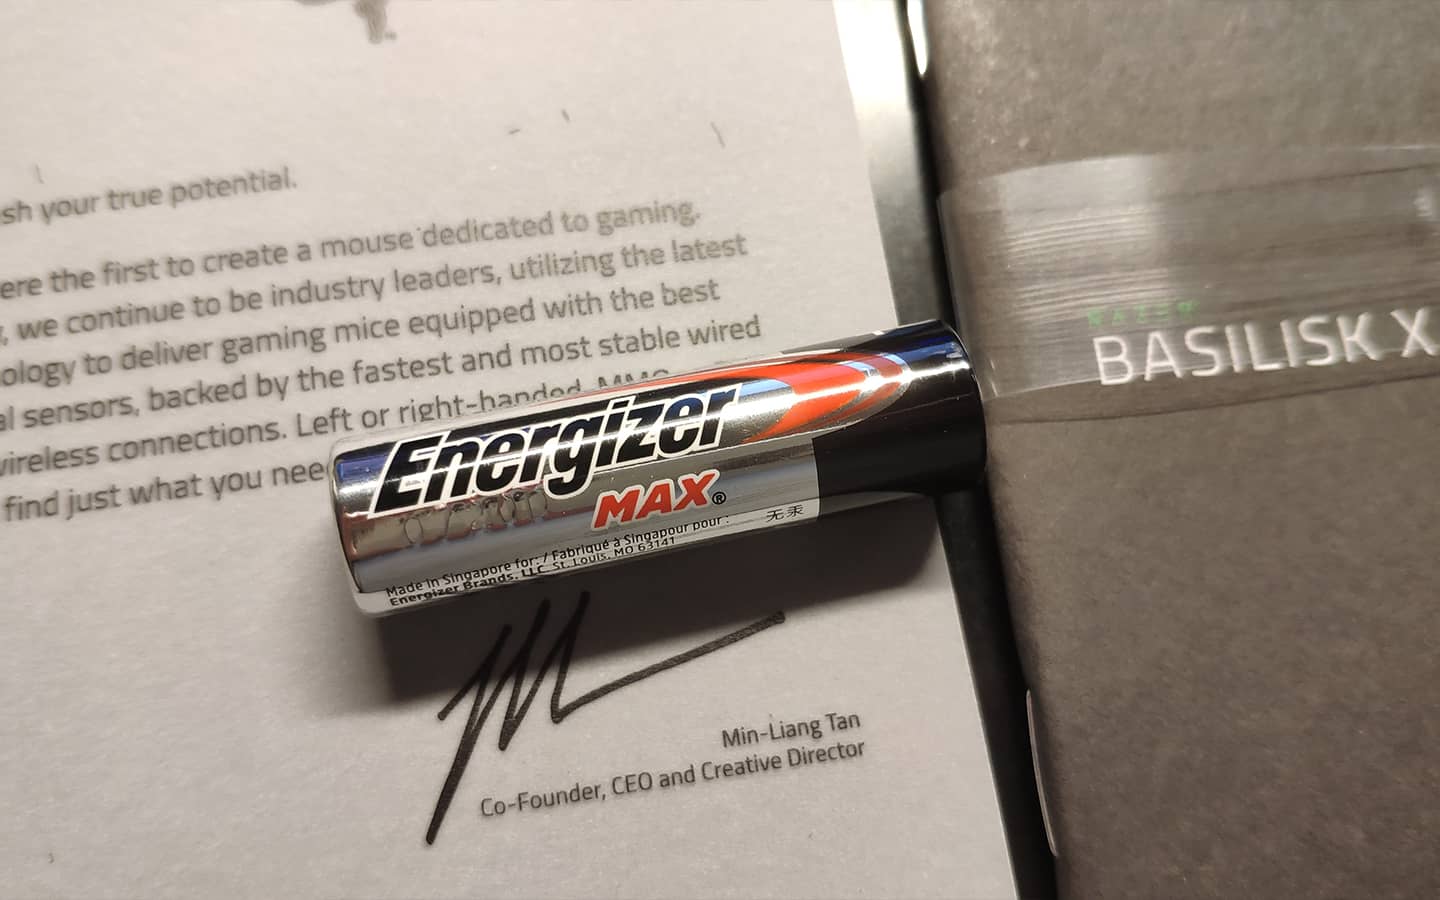 sh your true potential.
ere the first to create a mouse dedicated to gaming.
, we continue to be industry leaders, utilizing the latest
ology to deliver gaming mice equipped with the best
al sensors, backed by the fastest and most stable wired
wireless connections. Left or right-handed, MMO
find just what you nee
Energizer
MAX®
Made in Singapore for: / Fabriqué à Singapour pour :
Energizer Brands, LLC St. Louis, MO 63141
无汞
Min-Liang Tan
Co-Founder, CEO and Creative Director
RAZER
BASILISK X